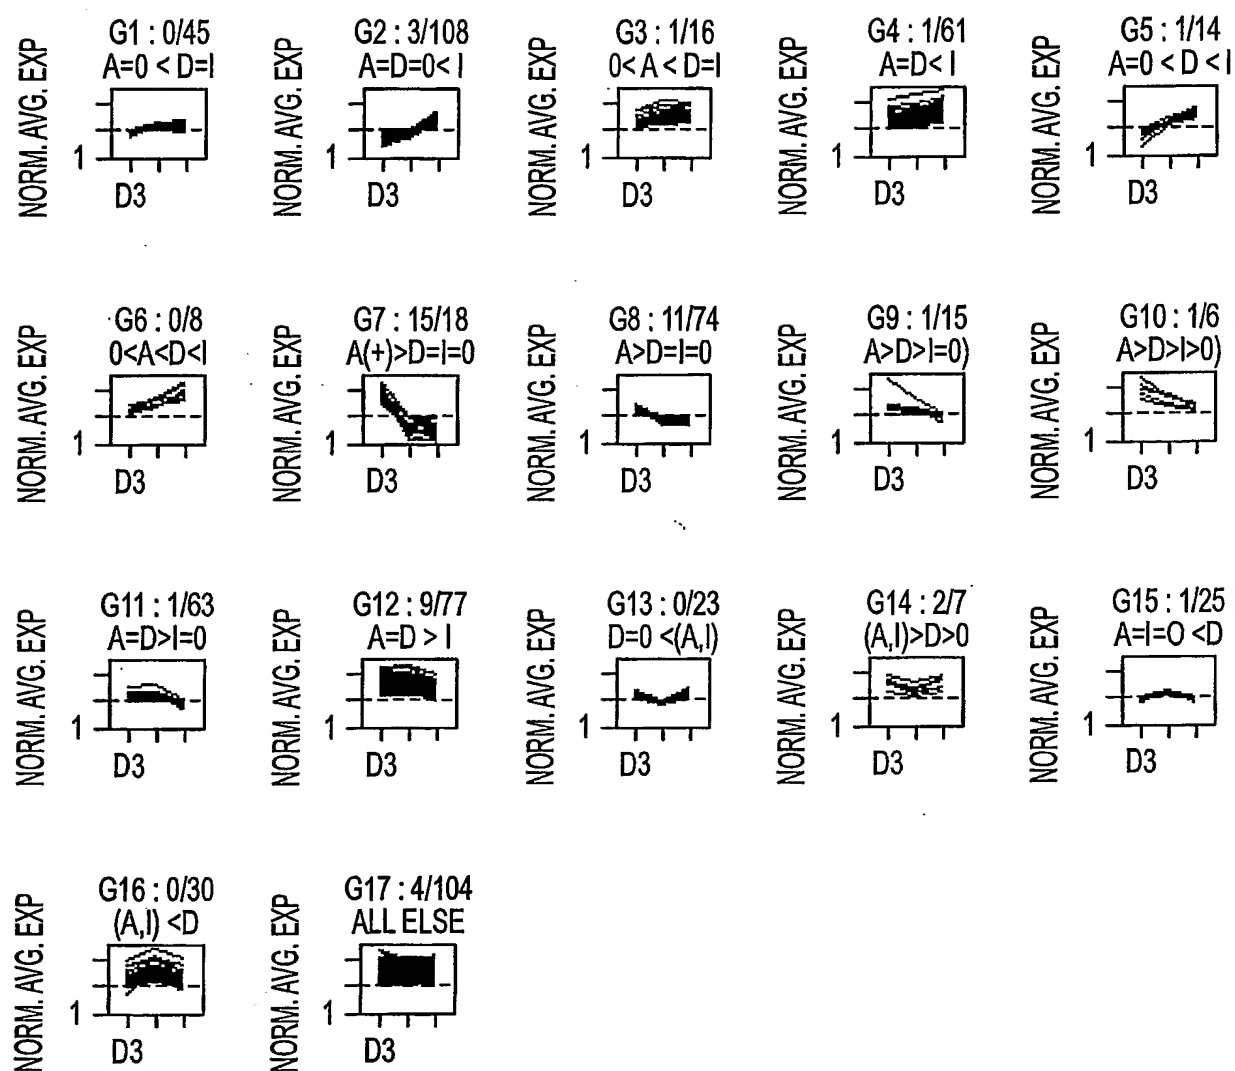 G1 : 0/45
A=0 < D=I
NORM. AVG. EXP
1
D3
G2 : 3/108
A=D=0< I
NORM. AVG. EXP
1
D3
G3 : 1/16
0< A < D=I
NORM. AVG. EXP
1
D3
G4 : 1/61
A=D< I
NORM. AVG. EXP
1
D3
G5 : 1/14
A=0 < D < I
NORM. AVG. EXP
1
D3
G6 : 0/8
0<A<D<I
NORM. AVG. EXP
1
D3
G7 : 15/18
A(+)>D=I=0
NORM. AVG. EXP
1
D3
G8 : 11/74
A>D=I=0
NORM. AVG. EXP
1
D3
G9 : 1/15
A>D>I=0)
NORM. AVG. EXP
1
D3
G10 : 1/6
A>D>I>0)
NORM. AVG. EXP
1
D3
G11 : 1/63
A=D>I=0
NORM. AVG. EXP
1
D3
G12 : 9/77
A=D > I
NORM. AVG. EXP
1
D3
G13 : 0/23
D=0 <(A,I)
NORM. AVG. EXP
1
D3
G14 : 2/7
(A,I)>D>0
NORM. AVG. EXP
1
D3
G15 : 1/25
A=I=O <D
NORM. AVG. EXP
1
D3
G16 : 0/30
(A,I) <D
NORM. AVG. EXP
1
D3
G17 : 4/104
ALL ELSE
NORM. AVG. EXP
1
D3